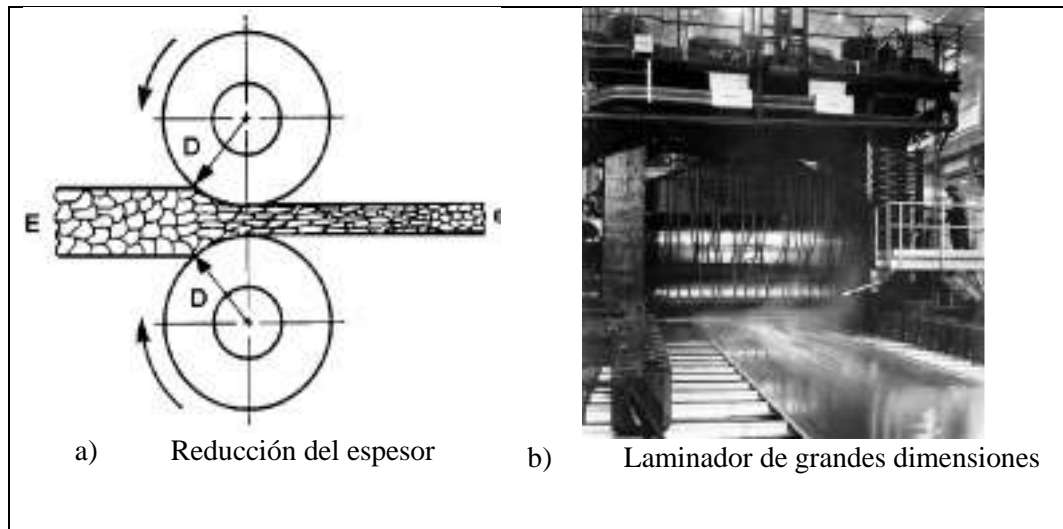 D
E
e
D
a) Reducción del espesor
b) Laminador de grandes dimensiones